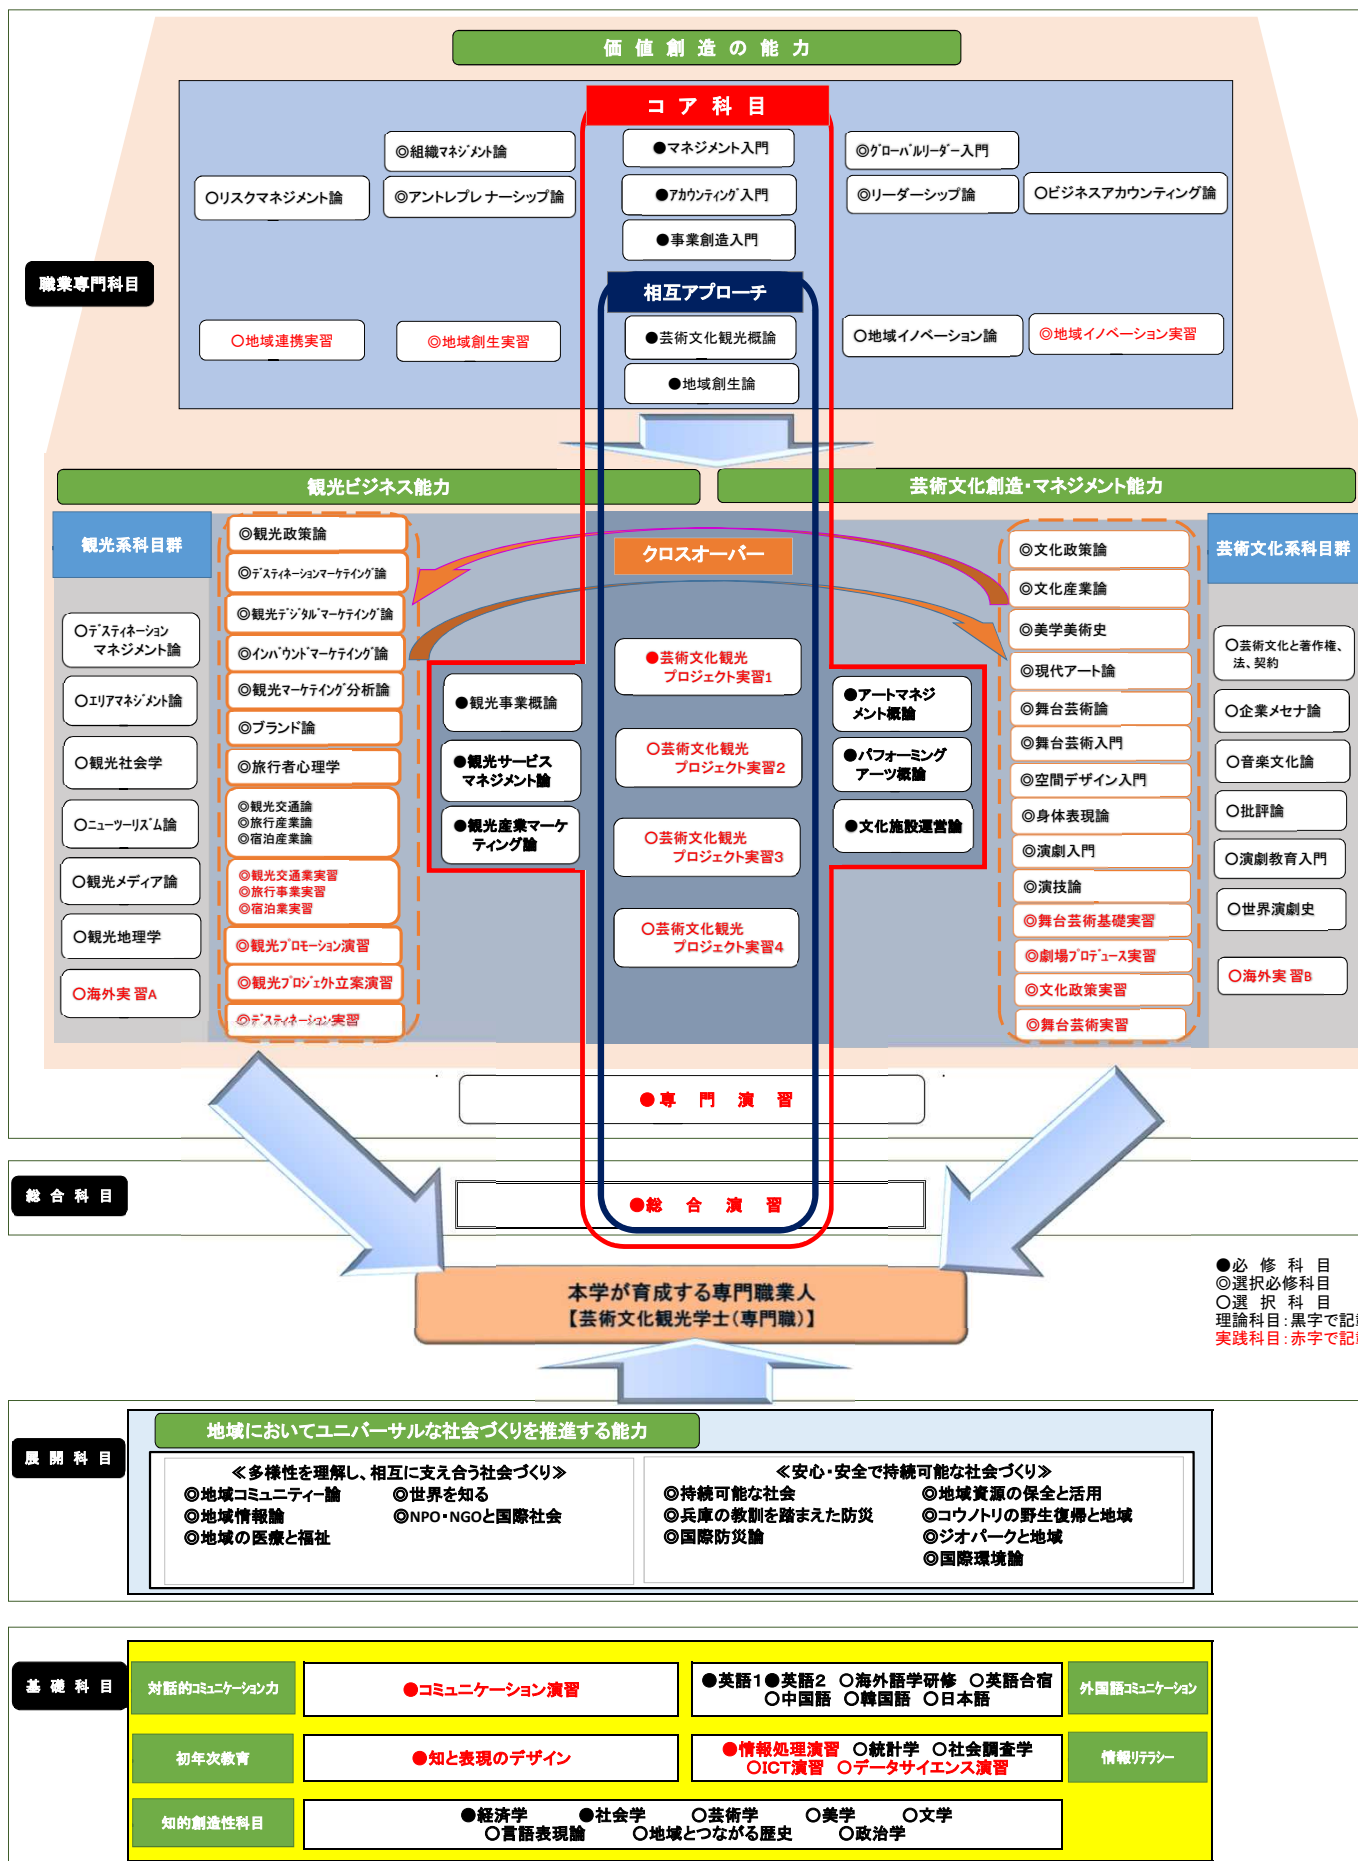 価値創造の能力
コア科目
◎組織マネジメント論
●マネジメント入門
◎グローバルリーダー入門
○リスクマネジメント論
◎アントレプレナーシップ論
●アカウンティング入門
◎リーダーシップ論
○ビジネスアカウンティング論
●事業創造入門
職業専門科目
相互アプローチ
○地域連携実習
◎地域創生実習
●芸術文化観光概論
○地域イノベーション論
◎地域イノベーション実習
●地域創生論
観光ビジネス能力
芸術文化創造・マネジメント能力
観光系科目群
○デスティネーション
マネジメント論
○エリアマネジメント論
○観光社会学
○ニューツーリズム論
○観光メディア論
○観光地理学
○海外実習A
◎観光政策論
◎デスティネーションマーケティング論
◎観光デジタルマーケティング論
◎インバウンドマーケティング論
◎観光マーケティング分析論
◎ブランド論
◎旅行者心理学
◎観光交通論
◎旅行産業論
◎宿泊産業論
◎観光交通業実習
◎旅行事業実習
◎宿泊業実習
◎観光プロモーション演習
◎観光プロジェクト立案演習
◎デスティネーション実習
●観光事業概論
●観光サービス
マネジメント論
●観光産業マーケ
ティング論
クロスオーバー
●芸術文化観光
プロジェクト実習1
○芸術文化観光
プロジェクト実習2
○芸術文化観光
プロジェクト実習3
○芸術文化観光
プロジェクト実習4
●アートマネジ
メント概論
●パフォーミング
アーツ概論
●文化施設運営論
◎文化政策論
◎文化産業論
◎美学美術史
◎現代アート論
◎舞台芸術論
◎舞台芸術入門
◎空間デザイン入門
◎身体表現論
◎演劇入門
◎演技論
◎舞台芸術基礎実習
◎劇場プロデュース実習
◎文化政策実習
◎舞台芸術実習
芸術文化系科目群
○芸術文化と著作権、
法、契約
○企業メセナ論
○音楽文化論
○批評論
○演劇教育入門
○世界演劇史
○海外実習B
●専門演習
総合科目
●総合演習
本学が育成する専門職業人
【芸術文化観光学士(専門職)】
●必修科目
◎選択必修科目
○選択科目
理論科目:黒字で記
実践科目:赤字で記
展開科目
地域においてユニバーサルな社会づくりを推進する能力
≪多様性を理解し、相互に支え合う社会づくり≫
◎地域コミュニティー論 ◎世界を知る
◎地域情報論 ◎NPO・NGOと国際社会
◎地域の医療と福祉
≪安心・安全で持続可能な社会づくり≫
◎持続可能な社会 ◎地域資源の保全と活用
◎兵庫の教訓を踏まえた防災 ◎コウノトリの野生復帰と地域
◎国際防災論 ◎ジオパークと地域
◎国際環境論
基礎科目
対話的コミュニケーション力
●コミュニケーション演習
●英語1●英語2 ○海外語学研修 ○英語合宿
○中国語 ○韓国語 ○日本語
外国語コミュニケーション
初年次教育
●知と表現のデザイン
●情報処理演習 ○統計学 ○社会調査学
○ICT演習 ○データサイエンス演習
情報リテラシー
知的創造性科目
●経済学 ●社会学 ○芸術学 ○美学 ○文学
○言語表現論 ○地域とつながる歴史 ○政治学